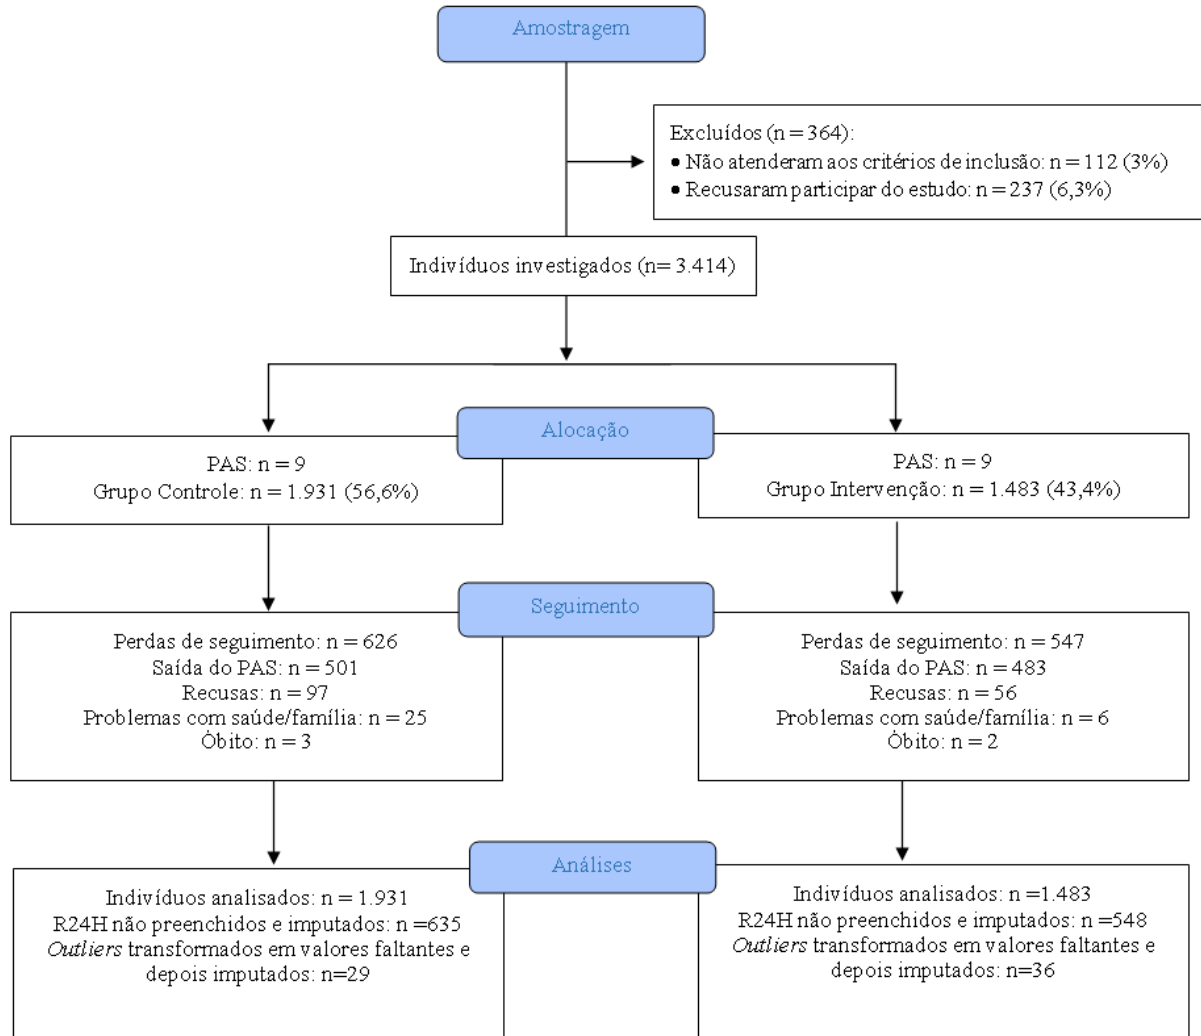 Amostragem
Excluídos (n = 364):
• Não atenderam aos critérios de inclusão: n = 112 (3%)
• Recusaram participar do estudo: n = 237 (6,3%)
Indivíduos investigados (n= 3.414)
Alocação
PAS: n = 9
Grupo Controle: n = 1.931 (56,6%)
PAS: n = 9
Grupo Intervenção: n = 1.483 (43,4%)
Seguimento
Perdas de seguimento: n = 626
Saída do PAS: n = 501
Recusas: n = 97
Problemas com saúde/família: n = 25
Óbito: n = 3
Perdas de seguimento: n = 547
Saída do PAS: n = 483
Recusas: n = 56
Problemas com saúde/família: n = 6
Óbito: n = 2
Análises
Indivíduos analisados: n = 1.931
R24H não preenchidos e imputados: n =635
Outliers transformados em valores faltantes e
depois imputados: n=29
Indivíduos analisados: n =1.483
R24H não preenchidos e imputados: n =548
Outliers transformados em valores faltantes e
depois imputados: n=36